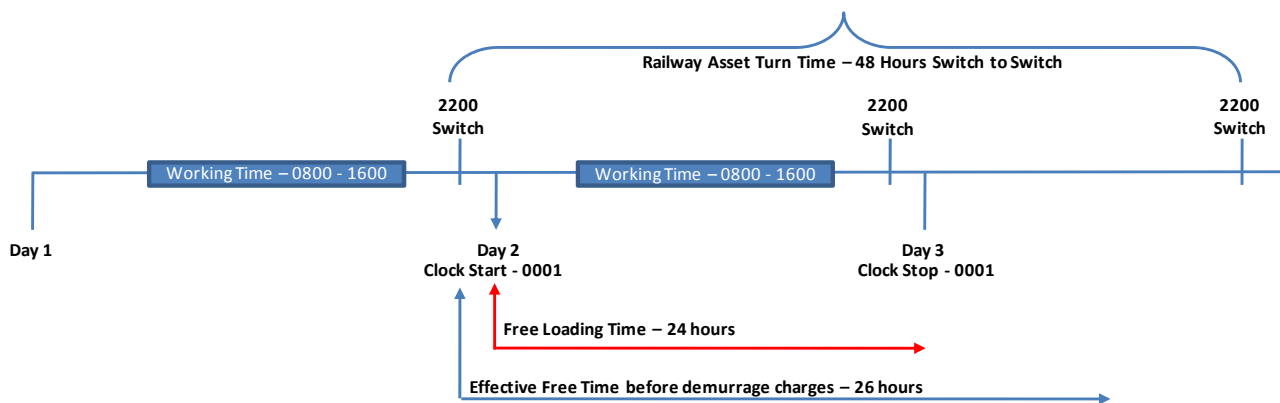 Railway Asset Turn Time – 48 Hours Switch to Switch
2200
Switch
2200
Switch
2200
Switch
Working Time – 0800 - 1600
Working Time – 0800 - 1600
Day 1
Day 2
Clock Start - 0001
Day 3
Clock Stop - 0001
Free Loading Time – 24 hours
Effective Free Time before demurrage charges – 26 hours